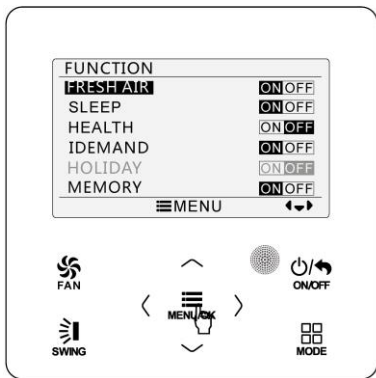 FUNCTION
FRESH AIR ON OFF
SLEEP ON OFF
HEALTH ON OFF
IDEMAND ON OFF
HOLIDAY ON OFF
MEMORY ON OFF
MENU
FAN
MENU/OK
ON/OFF
SWING
MODE